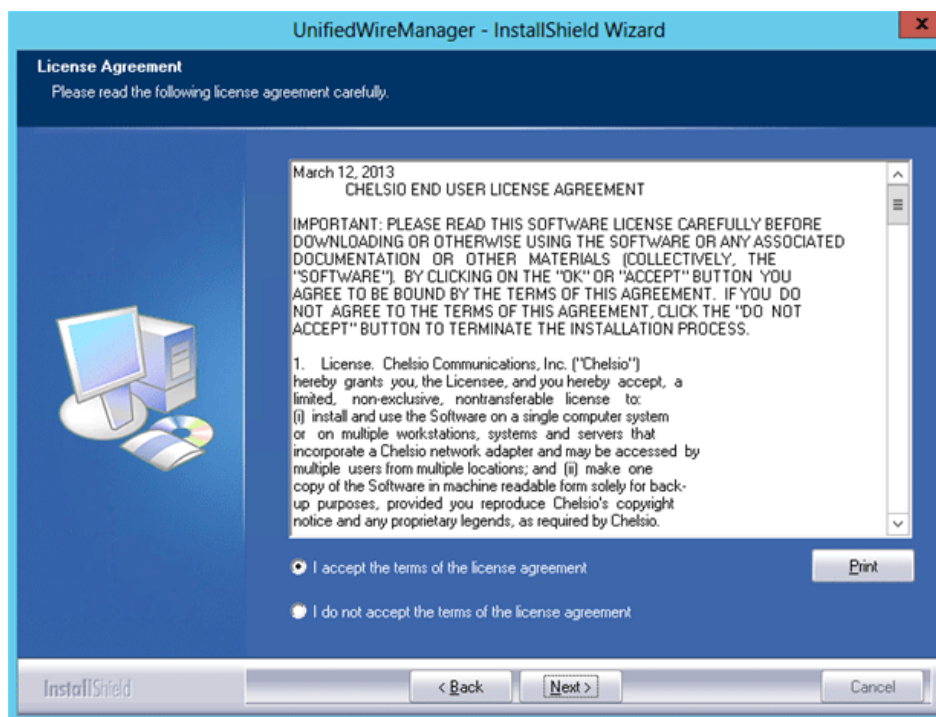 UnifiedWireManager - InstallShield Wizard
x
License Agreement
Please read the following license agreement carefully.
March 12, 2013
CHELSIO END USER LICENSE AGREEMENT
IMPORTANT: PLEASE READ THIS SOFTWARE LICENSE CAREFULLY BEFORE
DOWNLOADING OR OTHERWISE USING THE SOFTWARE OR ANY ASSOCIATED
DOCUMENTATION OR OTHER MATERIALS (COLLECTIVELY, THE
"SOFTWARE"). BY CLICKING ON THE "OK" OR "ACCEPT" BUTTON YOU
AGREE TO BE BOUND BY THE TERMS OF THIS AGREEMENT. IF YOU DO
NOT AGREE TO THE TERMS OF THIS AGREEMENT, CLICK THE "DO NOT
ACCEPT" BUTTON TO TERMINATE THE INSTALLATION PROCESS.
1. License. Chelsio Communications, Inc. ("Chelsio")
hereby grants you, the Licensee, and you hereby accept, a
limited, non-exclusive, nontransferable license to:
(i) install and use the Software on a single computer system
or on multiple workstations, systems and servers that
incorporate a Chelsio network adapter and may be accessed by
multiple users from multiple locations; and (ii) make one
copy of the Software in machine readable form solely for back-
up purposes, provided you reproduce Chelsio's copyright
notice and any proprietary legends, as required by Chelsio.
I accept the terms of the license agreement
Print
I do not accept the terms of the license agreement
InstallShield
< Back
Next >
Cancel